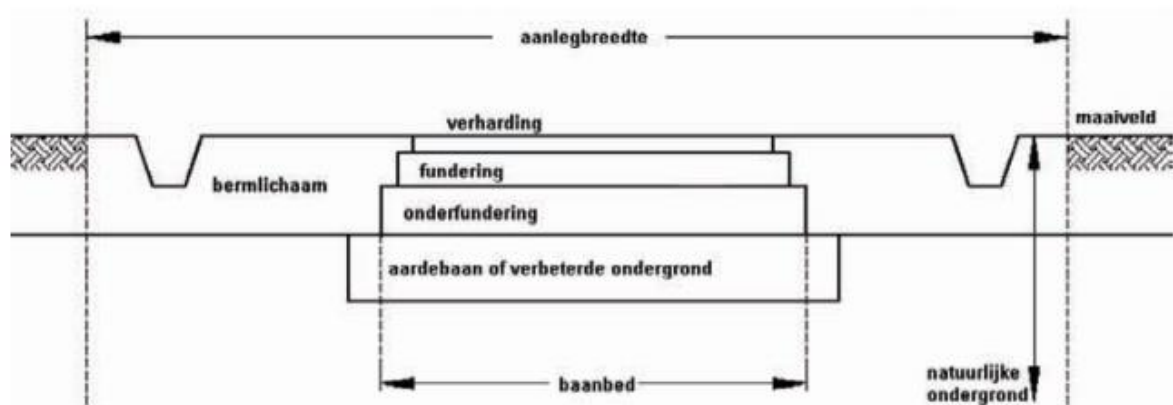 aanlegbreedte
maaiveld
verharding
fundering
bermlichaam
onderfundering
aardebaan of verbeterde ondergrond
baanbed
natuurlijke
ondergrond